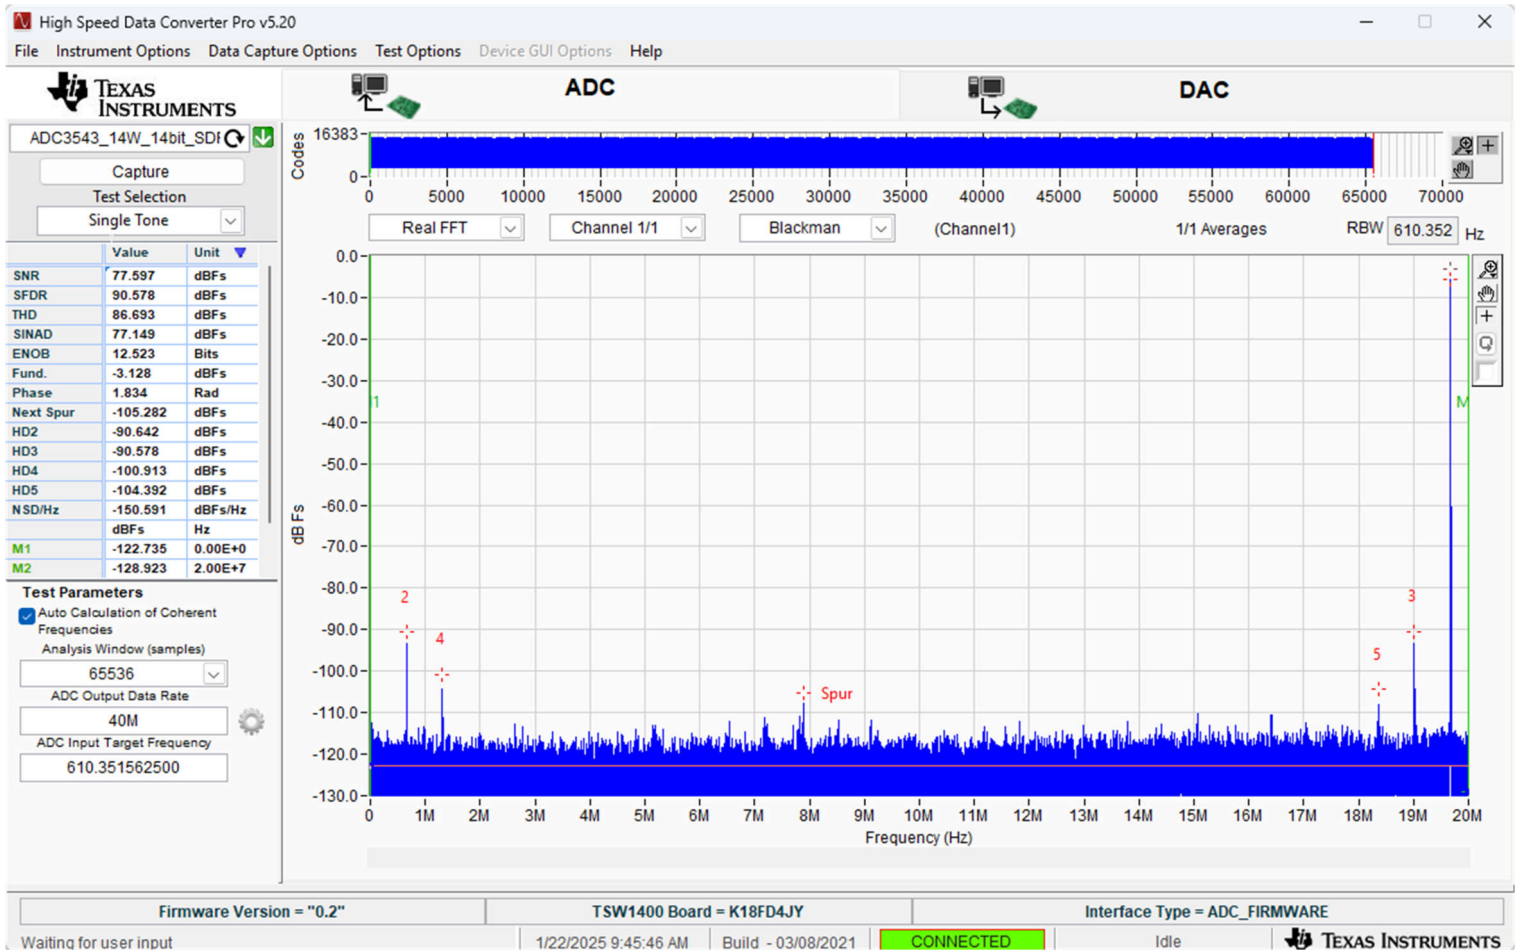 High Speed Data Converter Pro v5.20
File Instrument Options Data Capture Options Test Options Device GUI Options Help
TEXAS INSTRUMENTS
ADC
DAC
ADC3543_14W_14bit_SDR
Capture
Test Selection
Single Tone
Value Unit
SNR 77.597 dBFs
SFDR 90.578 dBFs
THD 86.693 dBFs
SINAD 77.149 dBFs
ENOB 12.523 Bits
Fund. -3.128 dBFs
Phase 1.834 Rad
Next Spur -105.282 dBFs
HD2 -90.642 dBFs
HD3 -90.578 dBFs
HD4 -100.913 dBFs
HD5 -104.392 dBFs
NSD/Hz -150.591 dBFs/Hz
dBFs Hz
M1 -122.735 0.00E+0
M2 -128.923 2.00E+7
Test Parameters
Auto Calculation of Coherent
Frequencies
Analysis Window (samples)
65536
ADC Output Data Rate
40M
ADC Input Target Frequency
610.351562500
Codes
16383
0
0 5000 10000 15000 20000 25000 30000 35000 40000 45000 50000 55000 60000 65000 70000
Real FFT Channel 1/1 Blackman (Channel1) 1/1 Averages RBW 610.352 Hz
dB Fs
0.0
-10.0
-20.0
-30.0
-40.0
-50.0
-60.0
-70.0
-80.0
-90.0
-100.0
-110.0
-120.0
-130.0
1
M
2
3
4
5
Spur
0 1M 2M 3M 4M 5M 6M 7M 8M 9M 10M 11M 12M 13M 14M 15M 16M 17M 18M 19M 20M
Frequency (Hz)
Firmware Version = "0.2" TSW1400 Board = K18FD4JY Interface Type = ADC_FIRMWARE
Waiting for user input 1/22/2025 9:45:46 AM Build - 03/08/2021 CONNECTED Idle TEXAS INSTRUMENTS